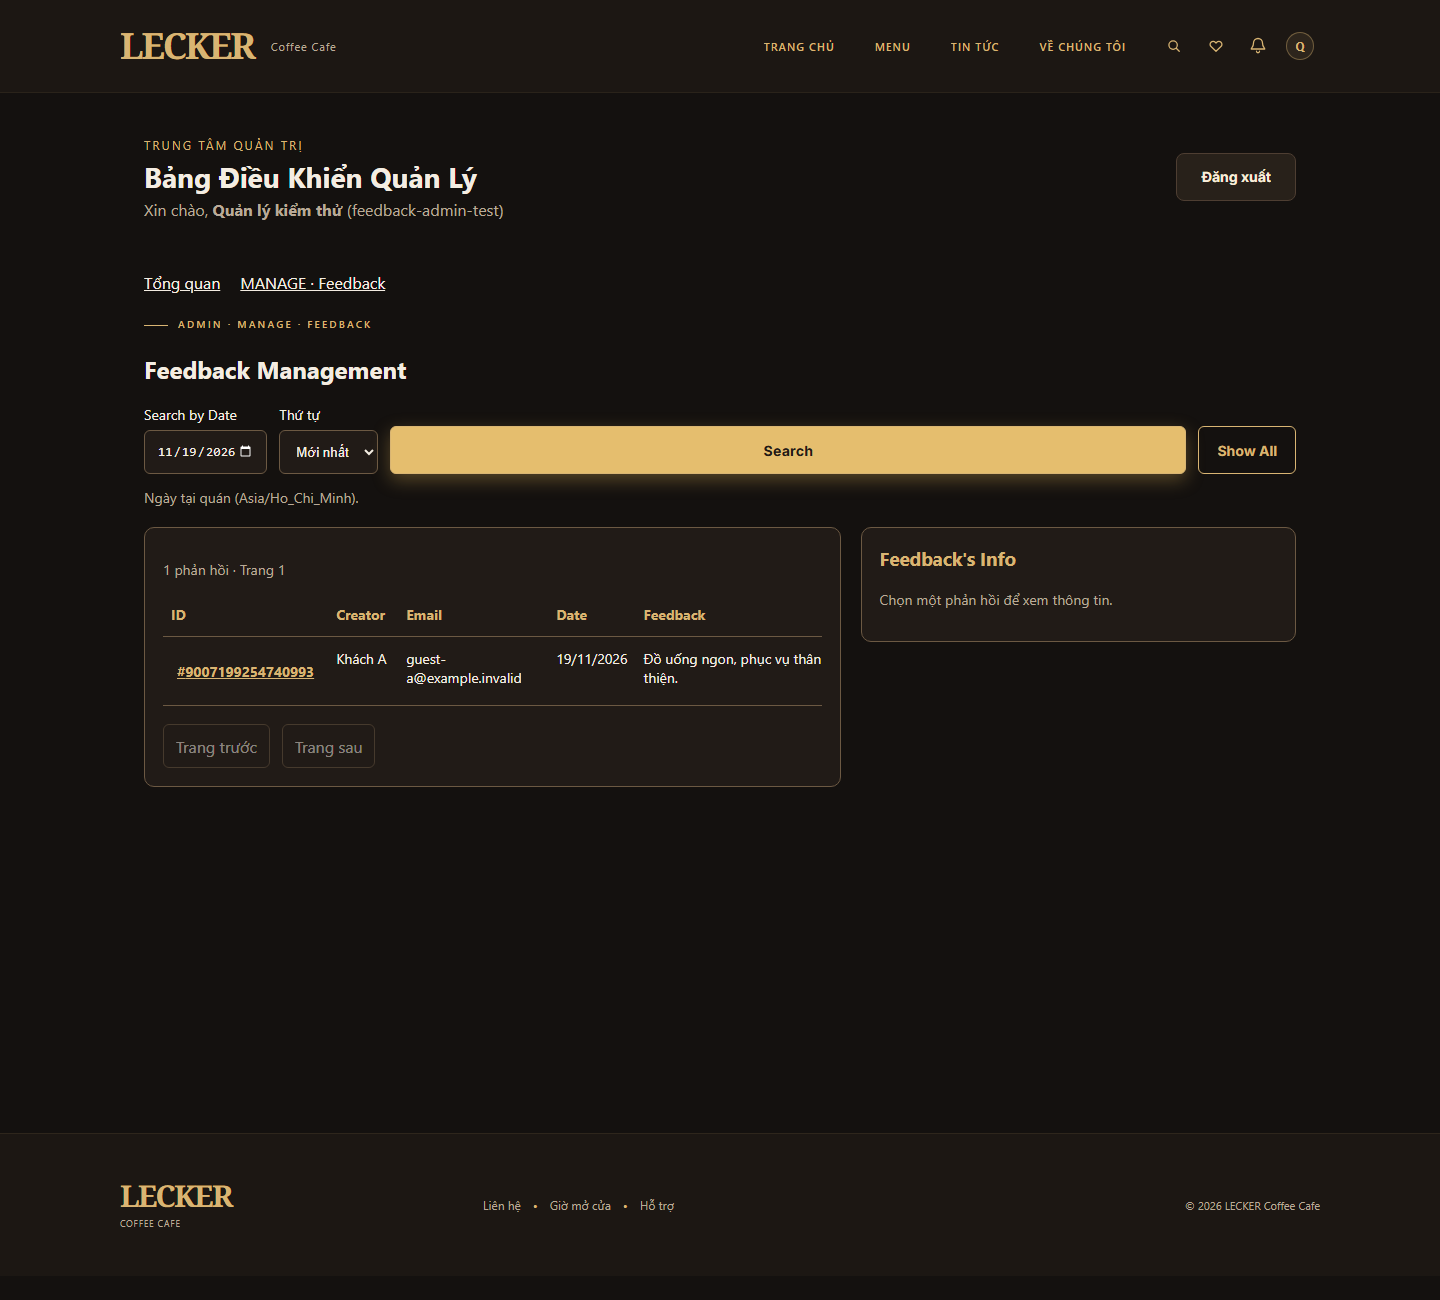 LECKER Coffee Cafe TRANG CHỦ MENU TIN TỨC VỀ CHÚNG TÔI Q
TRUNG TÂM QUẢN TRỊ
Bảng Điều Khiển Quản Lý
Xin chào, Quản lý kiểm thử (feedback-admin-test)
Đăng xuất
Tổng quan MANAGE · Feedback
ADMIN · MANAGE · FEEDBACK
Feedback Management
Search by Date Thứ tự
11/19/2026 Mới nhất Search Show All
Ngày tại quán (Asia/Ho_Chi_Minh).
1 phản hồi · Trang 1
ID Creator Email Date Feedback
#9007199254740993 Khách A guest-a@example.invalid 19/11/2026 Đồ uống ngon, phục vụ thân thiện.
Trang trước Trang sau
Feedback's Info
Chọn một phản hồi để xem thông tin.
LECKER
COFFEE CAFE
Liên hệ • Giờ mở cửa • Hỗ trợ
© 2026 LECKER Coffee Cafe